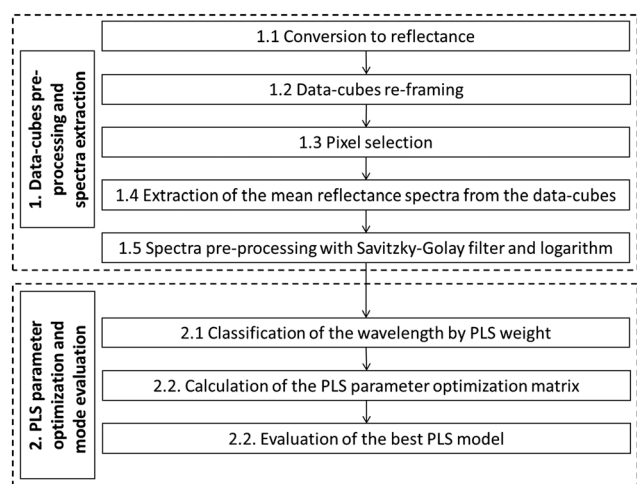 1. Data-cubes pre-
processing and
spectra extraction
1.1 Conversion to reflectance
1.2 Data-cubes re-framing
1.3 Pixel selection
1.4 Extraction of the mean reflectance spectra from the data-cubes
1.5 Spectra pre-processing with Savitzky-Golay filter and logarithm
2. PLS parameter
optimization and
mode evaluation
2.1 Classification of the wavelength by PLS weight
2.2. Calculation of the PLS parameter optimization matrix
2.2. Evaluation of the best PLS model